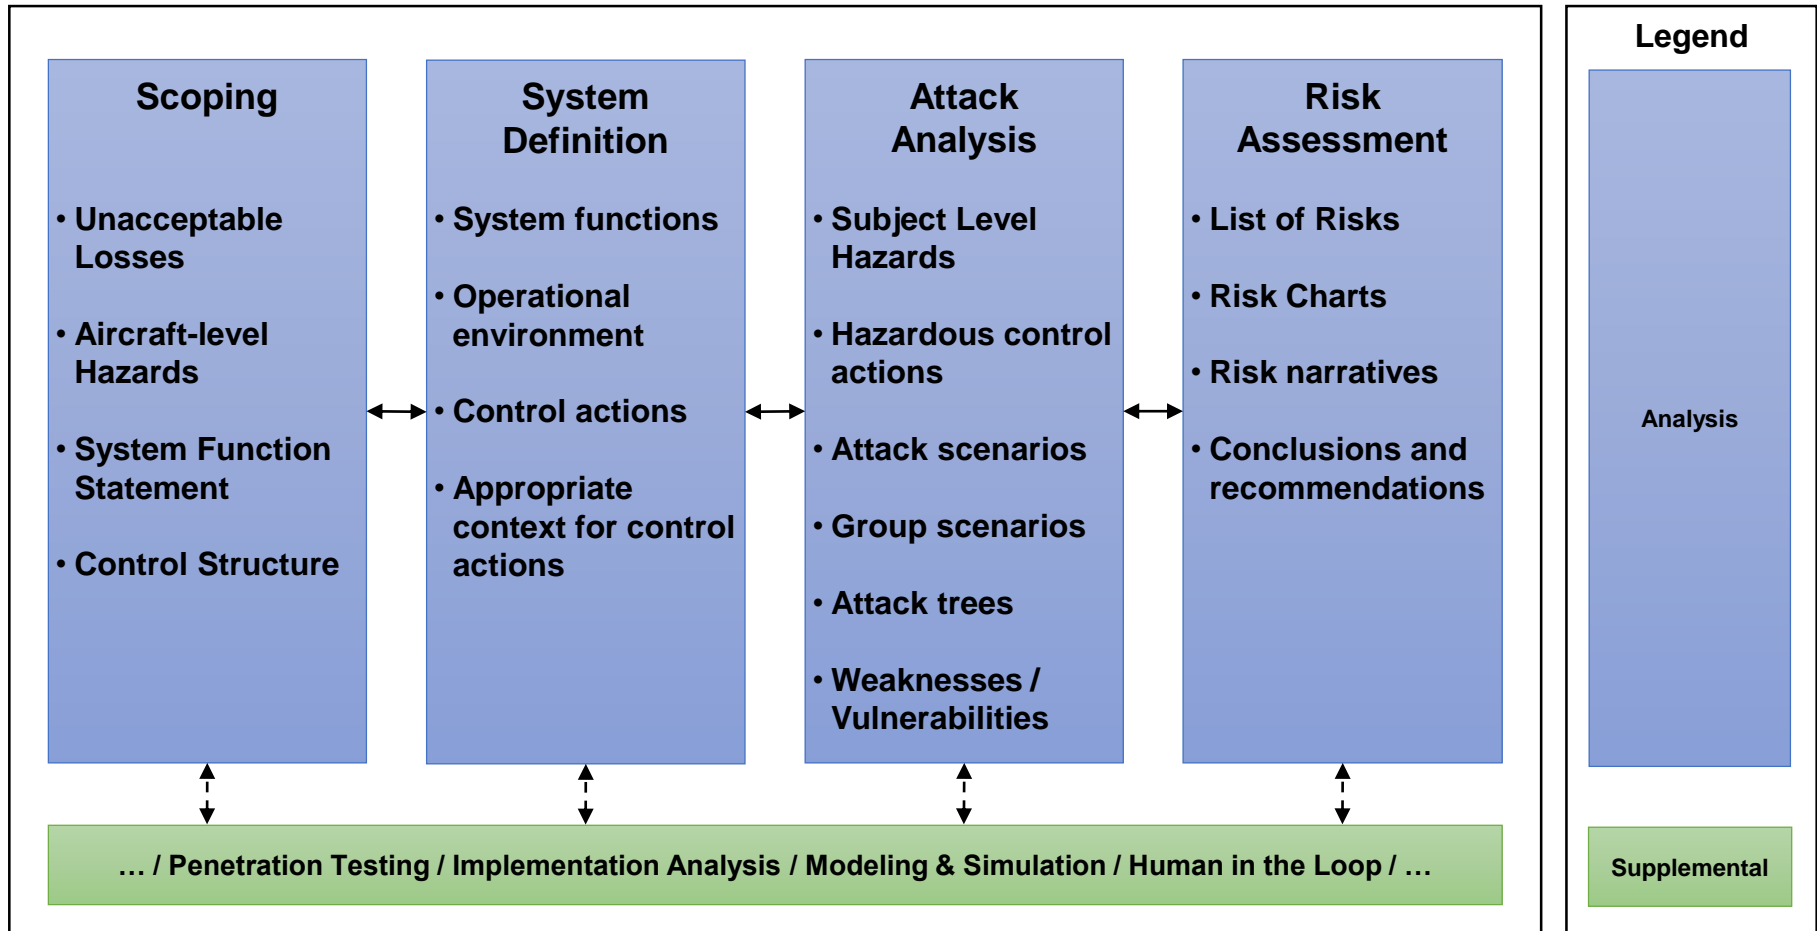 Scoping
• Unacceptable
Losses
• Aircraft-level
Hazards
• System Function
Statement
• Control Structure
System
Definition
• System functions
• Operational
environment
• Control actions
• Appropriate
context for control
actions
Attack
Analysis
• Subject Level
Hazards
• Hazardous control
actions
• Attack scenarios
• Group scenarios
• Attack trees
• Weaknesses /
Vulnerabilities
Risk
Assessment
• List of Risks
• Risk Charts
• Risk narratives
• Conclusions and
recommendations
… / Penetration Testing / Implementation Analysis / Modeling & Simulation / Human in the Loop / …
Legend
Analysis
Supplemental